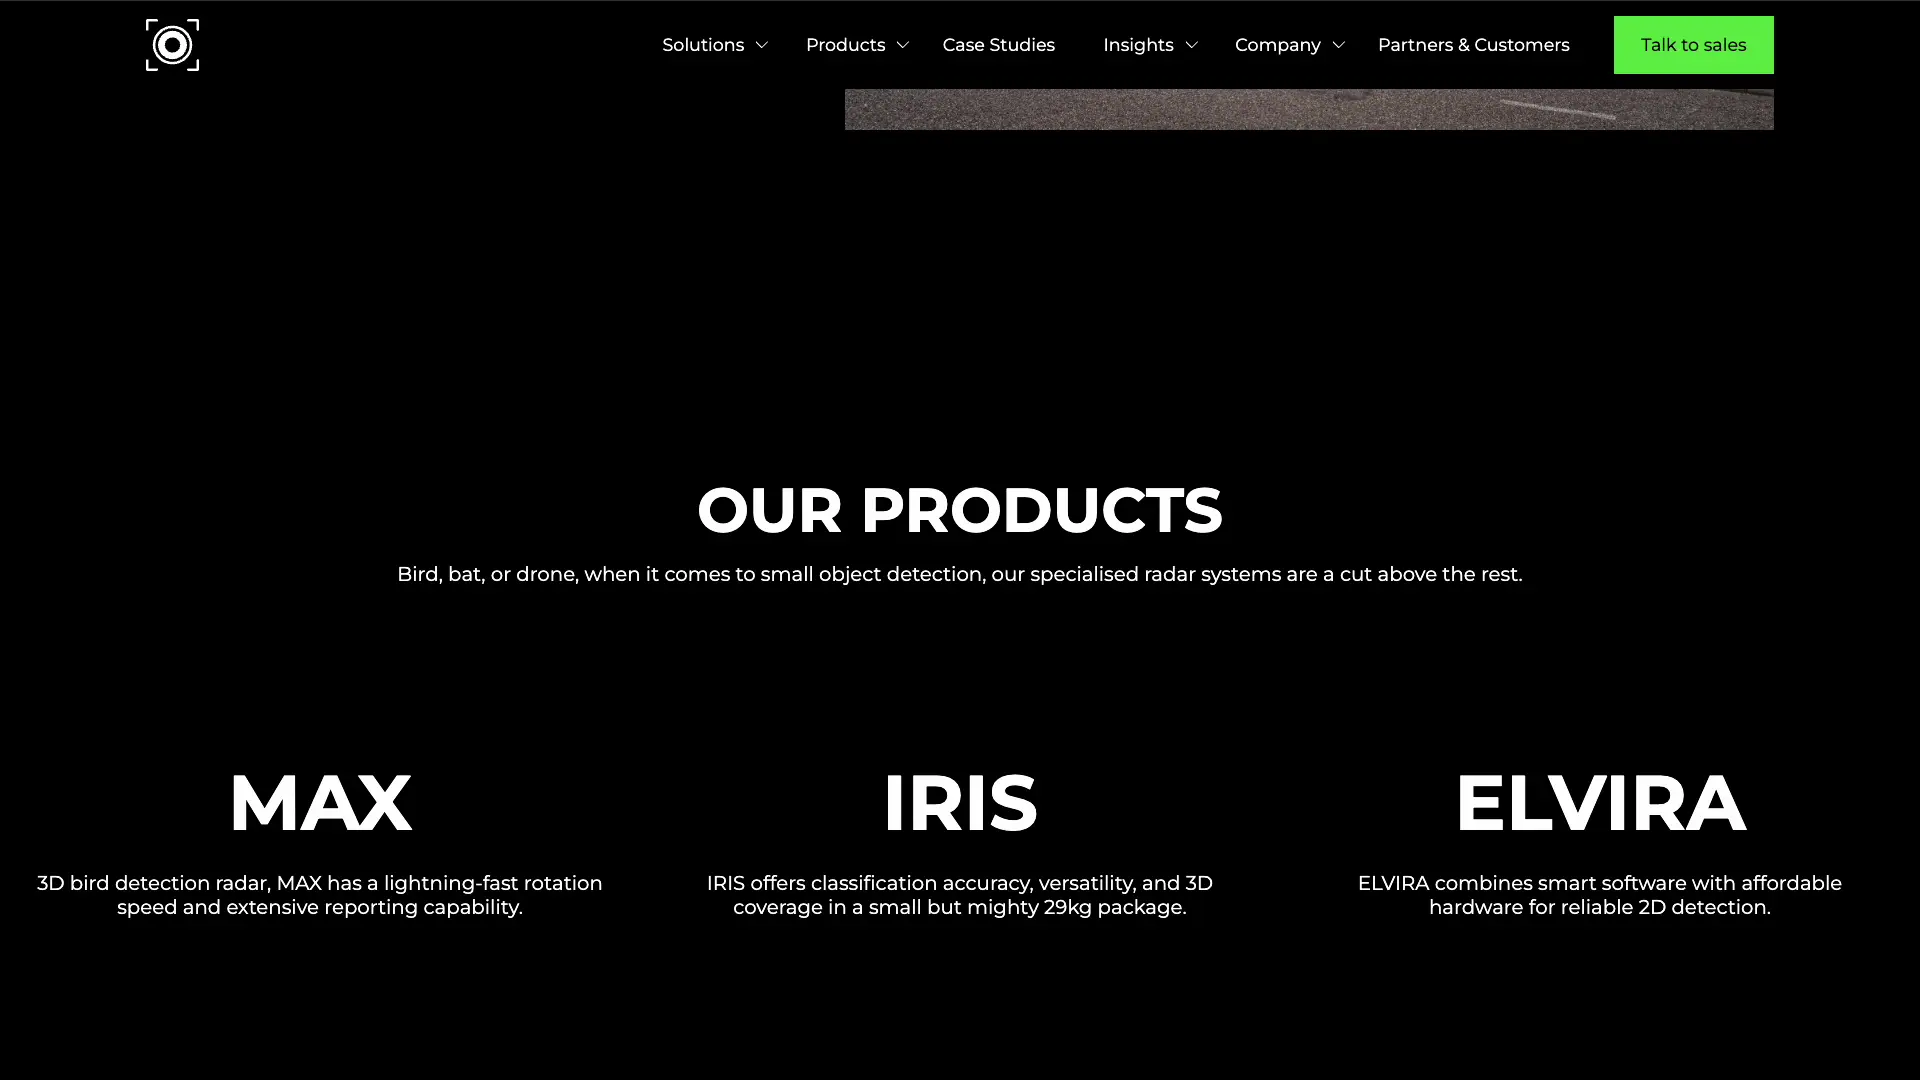 Solutions Products Case Studies Insights Company Partners & Customers Talk to sales
OUR PRODUCTS
Bird, bat, or drone, when it comes to small object detection, our specialised radar systems are a cut above the rest.
MAX
3D bird detection radar, MAX has a lightning-fast rotation
speed and extensive reporting capability.
IRIS
IRIS offers classification accuracy, versatility, and 3D
coverage in a small but mighty 29kg package.
ELVIRA
ELVIRA combines smart software with affordable
hardware for reliable 2D detection.